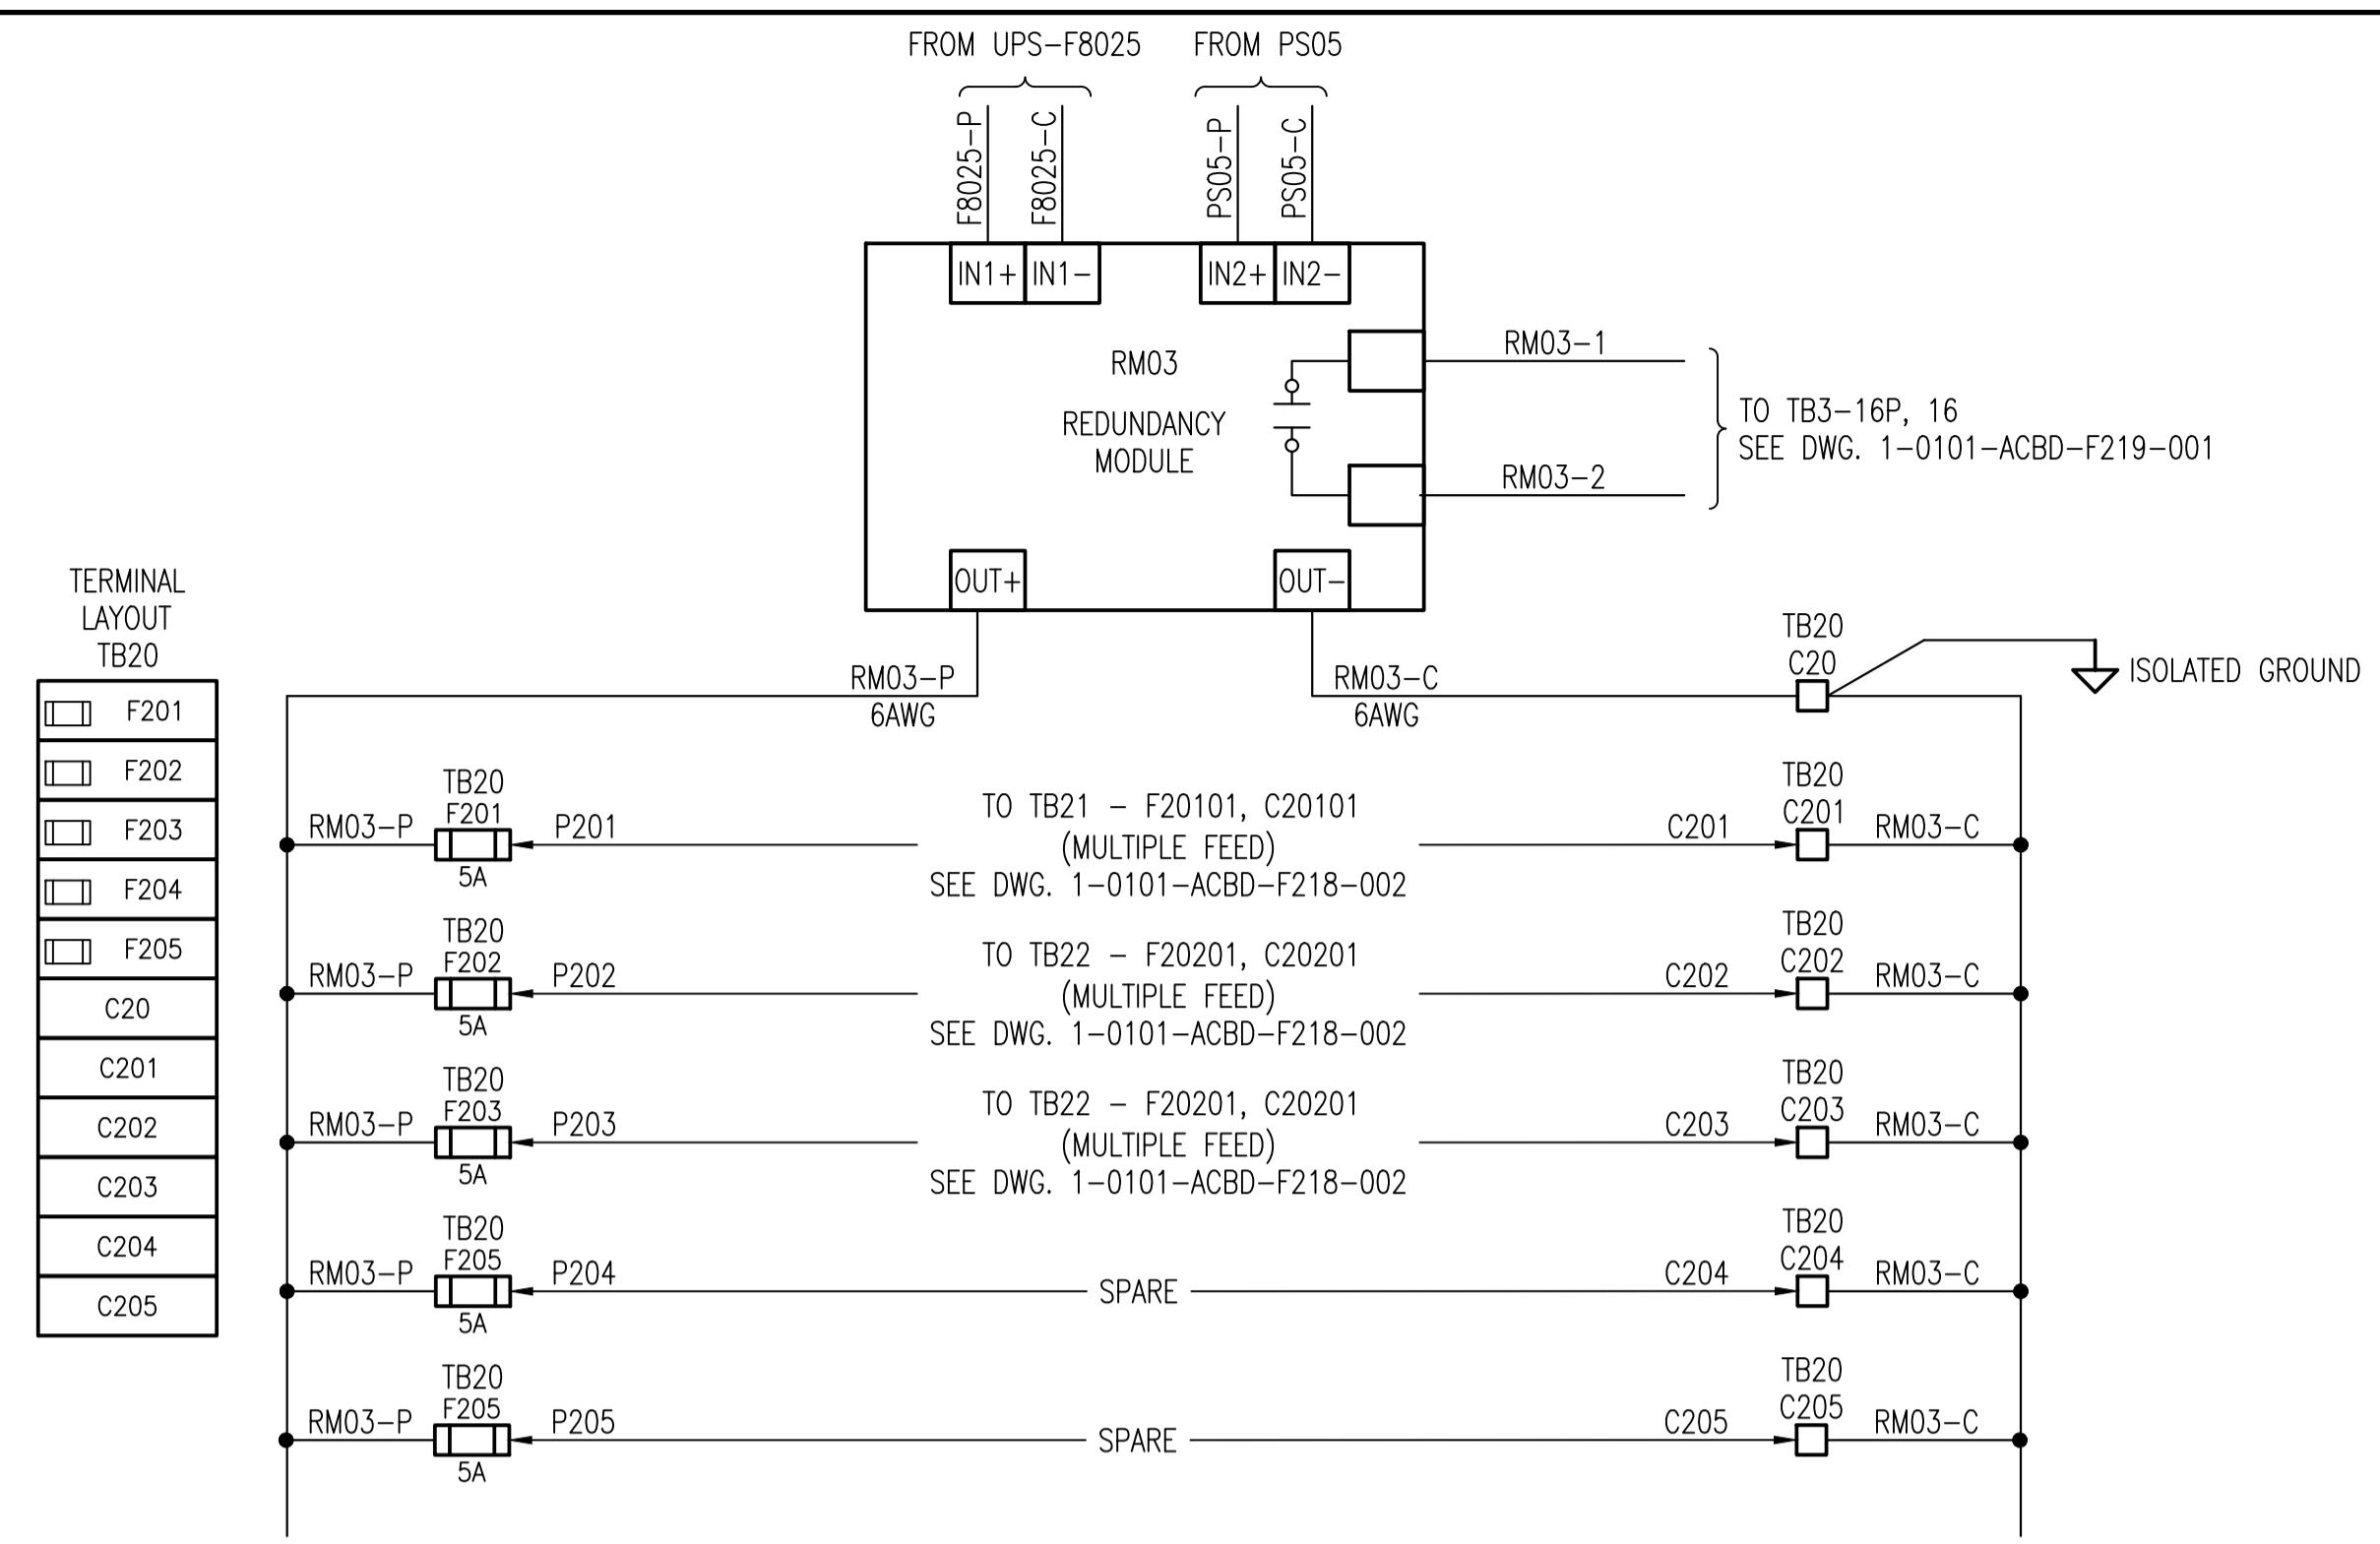 FROM UPS-F8025
FROM PS05
F8025-P
F8025-C
PS05-P
PS05-C
IN1+
IN1-
IN2+
IN2-
RM03
REDUNDANCY
MODULE
RM03-1
RM03-2
TO TB3-16P, 16
SEE DWG. 1-0101-ACBD-F219-001
OUT+
OUT-
RM03-P
6AWG
RM03-C
6AWG
TB20
C20
ISOLATED GROUND
TERMINAL
LAYOUT
TB20
F201
F202
F203
F204
F205
C20
C201
C202
C203
C204
C205
RM03-P
TB20
F201
5A
P201
TO TB21 - F20101, C20101
(MULTIPLE FEED)
SEE DWG. 1-0101-ACBD-F218-002
C201
TB20
C201
RM03-C
RM03-P
TB20
F202
5A
P202
TO TB22 - F20201, C20201
(MULTIPLE FEED)
SEE DWG. 1-0101-ACBD-F218-002
C202
TB20
C202
RM03-C
RM03-P
TB20
F203
5A
P203
TO TB22 - F20201, C20201
(MULTIPLE FEED)
SEE DWG. 1-0101-ACBD-F218-002
C203
TB20
C203
RM03-C
RM03-P
TB20
F205
5A
P204
SPARE
C204
TB20
C204
RM03-C
RM03-P
TB20
F205
5A
P205
SPARE
C205
TB20
C205
RM03-C